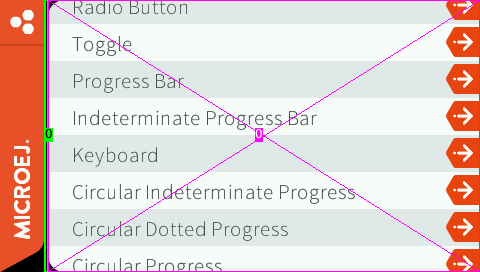 Radio Button
Toggle
Progress Bar
Indeterminate Progress Bar
Keyboard
Circular Indeterminate Progress
Circular Dotted Progress
Circular Progress
MICROEJ.
0
0